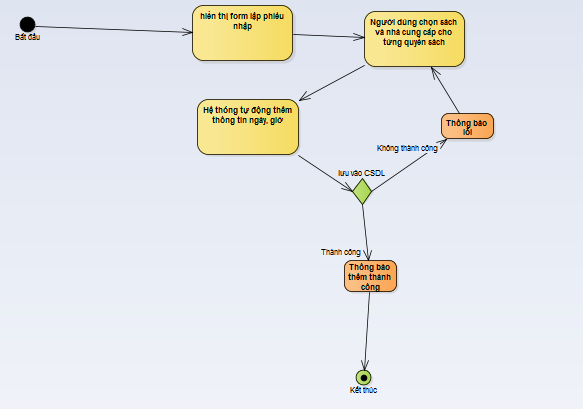 Bắt đầu
hiển thị form lập phiếu
nhập
Người dùng chọn sách
và nhà cung cấp cho
từng quyển sách
Hệ thống tự động thêm
thông tin ngày, giờ
Thông báo
lỗi
Không thành công
lưu vào CSDL
Thành công
Thông báo
thêm thành
công
Kết thúc